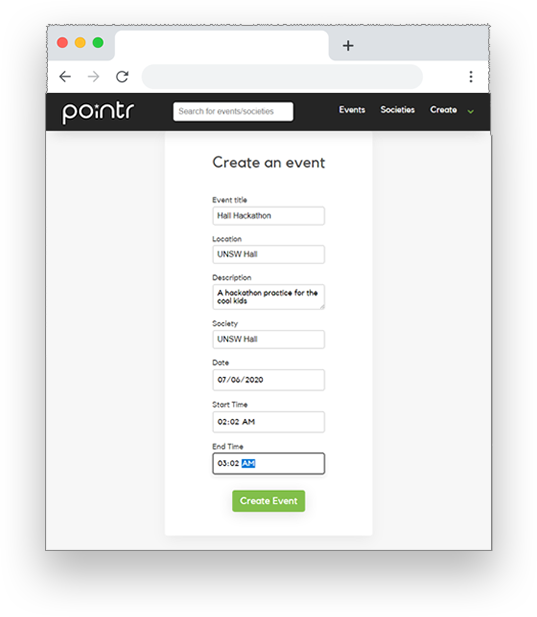 pointr
Search for events/societies
Events
Societies
Create
Create an event
Event title
Hall Hackathon
Location
UNSW Hall
Description
A hackathon practice for the
cool kids
Society
UNSW Hall
Date
07/06/2020
Start Time
02:02 AM
End Time
03:02 AM
Create Event